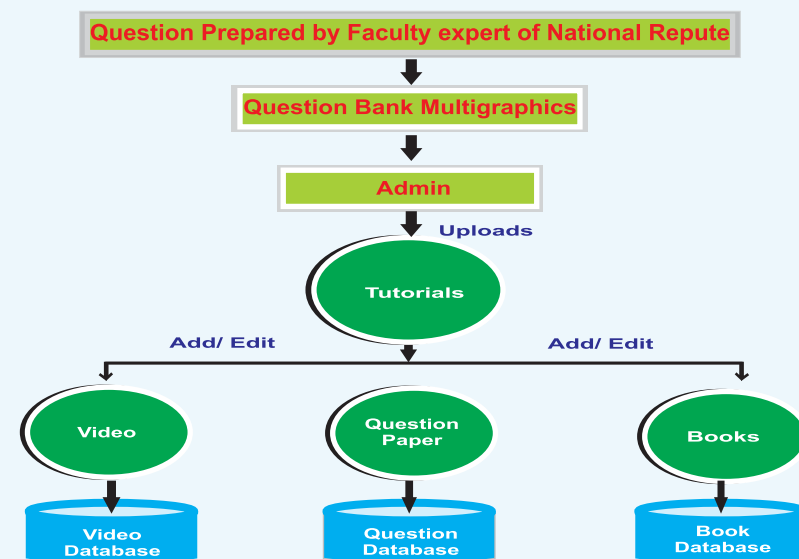 Question Prepared by Faculty expert of National Repute
Question Bank Multigraphics
Admin
Uploads
Tutorials
Add/ Edit
Add/ Edit
Video
Question
Paper
Books
Video
Database
Question
Database
Book
Database